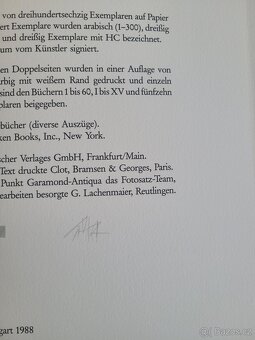 von dreihundertsechzig Exemplaren auf Papier
ert Exemplare wurden arabisch (1–300), dreißig
und dreißig Exemplare mit HC bezeichnet.
um vom Künstler signiert.
en Doppelseiten wurden in einer Auflage von
rbig mit weißem Rand gedruckt und einzeln
sind den Büchern 1 bis 60, I bis XV und fünfzehn
plaren beigegeben.
bücher (diverse Auszüge).
ken Books, Inc., New York.
scher Verlages GmbH, Frankfurt/Main.
Text druckte Clot, Bramsen & Georges, Paris.
Punkt Garamond-Antiqua das Fotosatz-Team,
earbeiten besorgte G. Lachenmaier, Reutlingen.
gart 1988